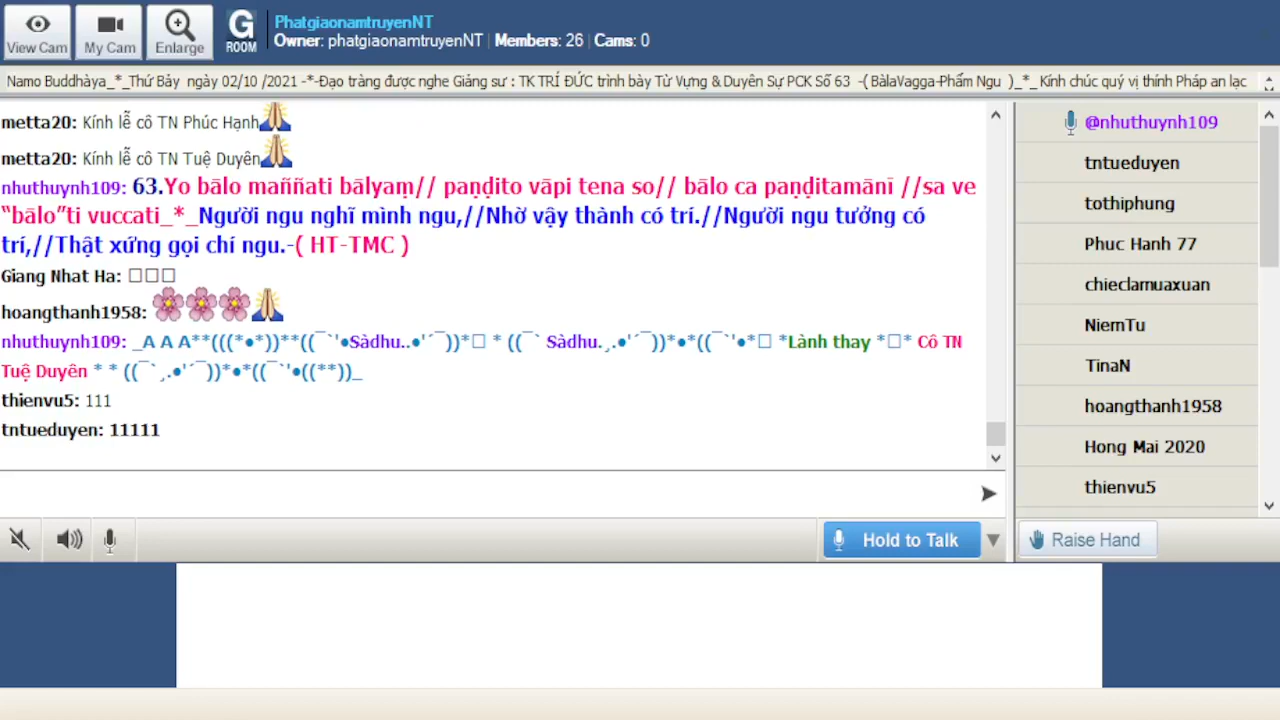 View Cam
My Cam
Enlarge
G
ROOM
PhatgiaonamtruyenNT
Owner: phatgiaonamtruyenNT | Members: 26 | Cams: 0
Namo Buddhàya_*_Thứ Bảy ngày 02/10 /2021 -*-Đạo tràng được nghe Giảng sư : TK TRÍ ĐỨC trình bày Từ Vựng & Duyên Sự PCK Số 63 -( BàlaVagga-Phẩm Ngu )_*_ Kính chúc quý vị thính Pháp an lạc
metta20: Kính lễ cô TN Phúc Hạnh
metta20: Kính lễ cô TN Tuệ Duyên
nhuthuynh109: 63.Yo bālo maññati bālyaṃ// paṇḍito vāpi tena so// bālo ca paṇḍitamānī //sa ve
“bālo”ti vuccati_*_Người ngu nghĩ mình ngu,//Nhờ vậy thành có trí.//Người ngu tưởng có
trí,//Thật xứng gọi chí ngu.-( HT-TMC )
Giang Nhat Ha: □□□
hoangthanh1958:
nhuthuynh109: _A A A**(((*●*))**((¯`'●Sàdhu..●'´¯))*□ * ((¯` Sàdhu.¸.●'´¯))*●*((¯`'●*□ *Lành thay *□* Cô TN
Tuệ Duyên * * ((¯`¸.●'´¯))*●*((¯`'●((**))_
thienvu5: 111
tntueduyen: 11111
@nhuthuynh109
tntueduyen
tothiphung
Phuc Hanh 77
chieclamuaxuan
NiemTu
TinaN
hoangthanh1958
Hong Mai 2020
thienvu5
Hold to Talk
Raise Hand